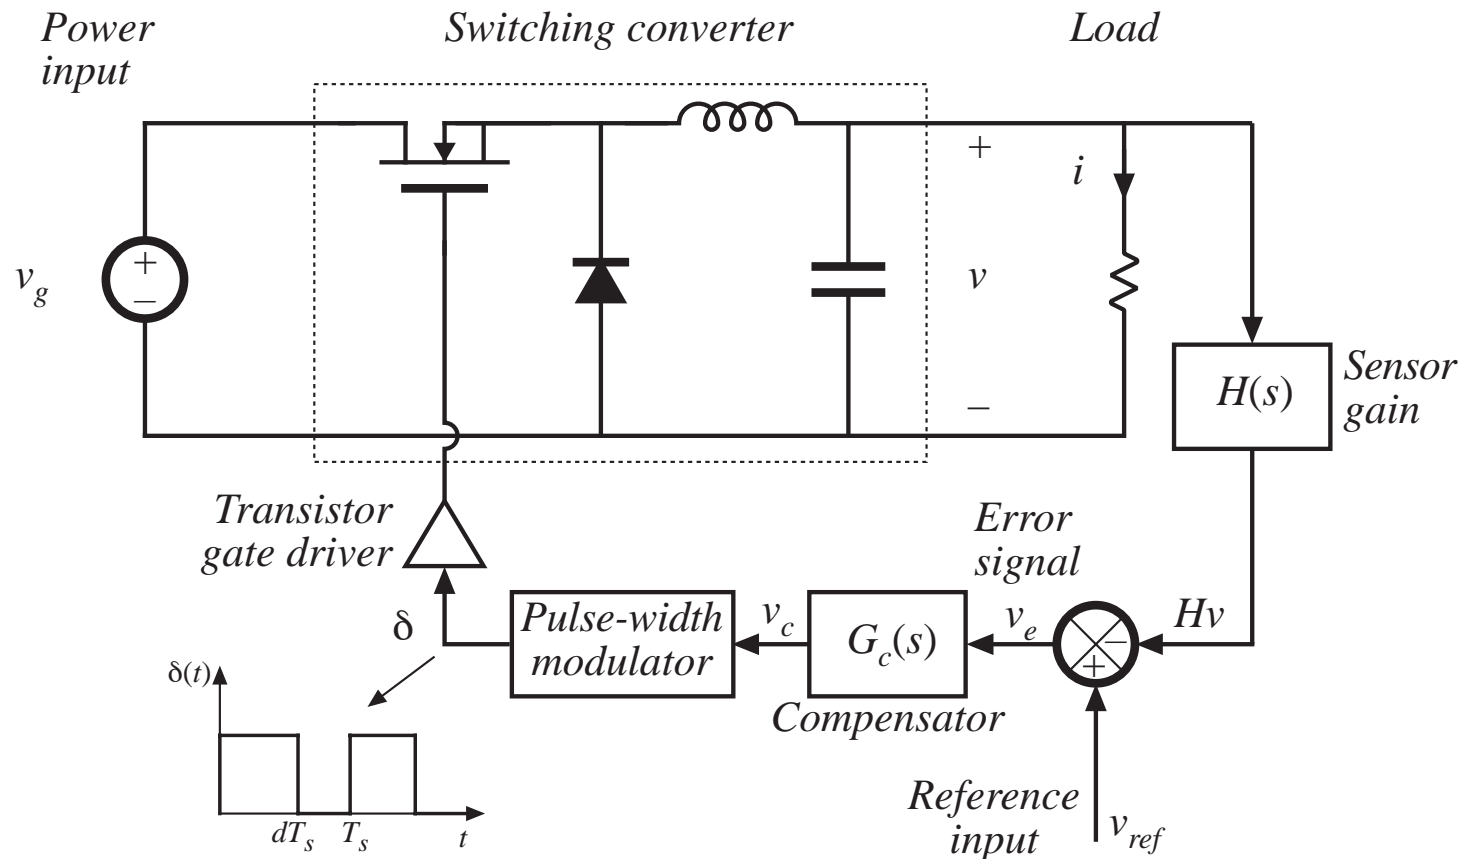 Power
input
Switching converter
Load
+
i
v_g
+
–
v
–
H(s)
Sensor
gain
Transistor
gate driver
Error
signal
δ
Pulse-width
modulator
v_c
G_c(s)
Compensator
v_e
–
+
Hv
δ(t)
dT_s
T_s
t
Reference
input
v_ref